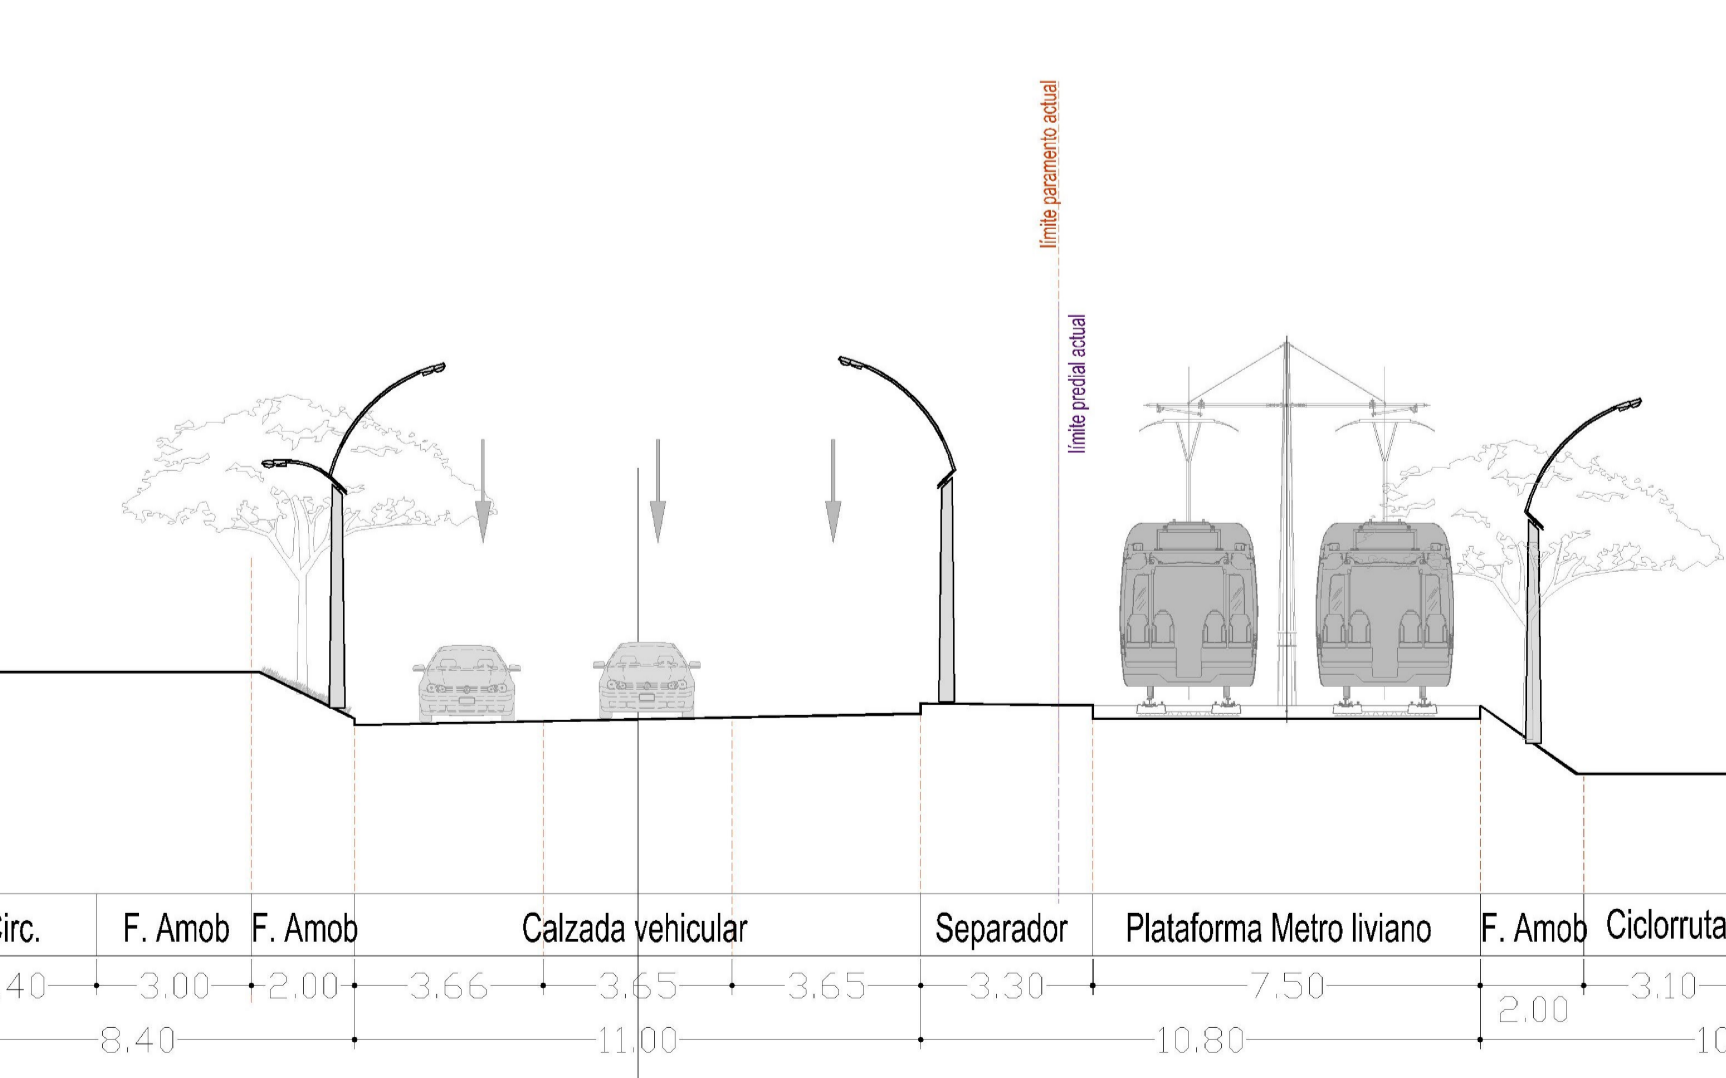 límite paramento actual
límite predial actual
F. Amob
F. Amob
Calzada vehicular
Separador
Plataforma Metro liviano
F. Amob
Ciclorruta
3.00
2.00
3.66
3.65
3.65
3.30
7.50
2.00
3.10
8.40
11.00
10.80